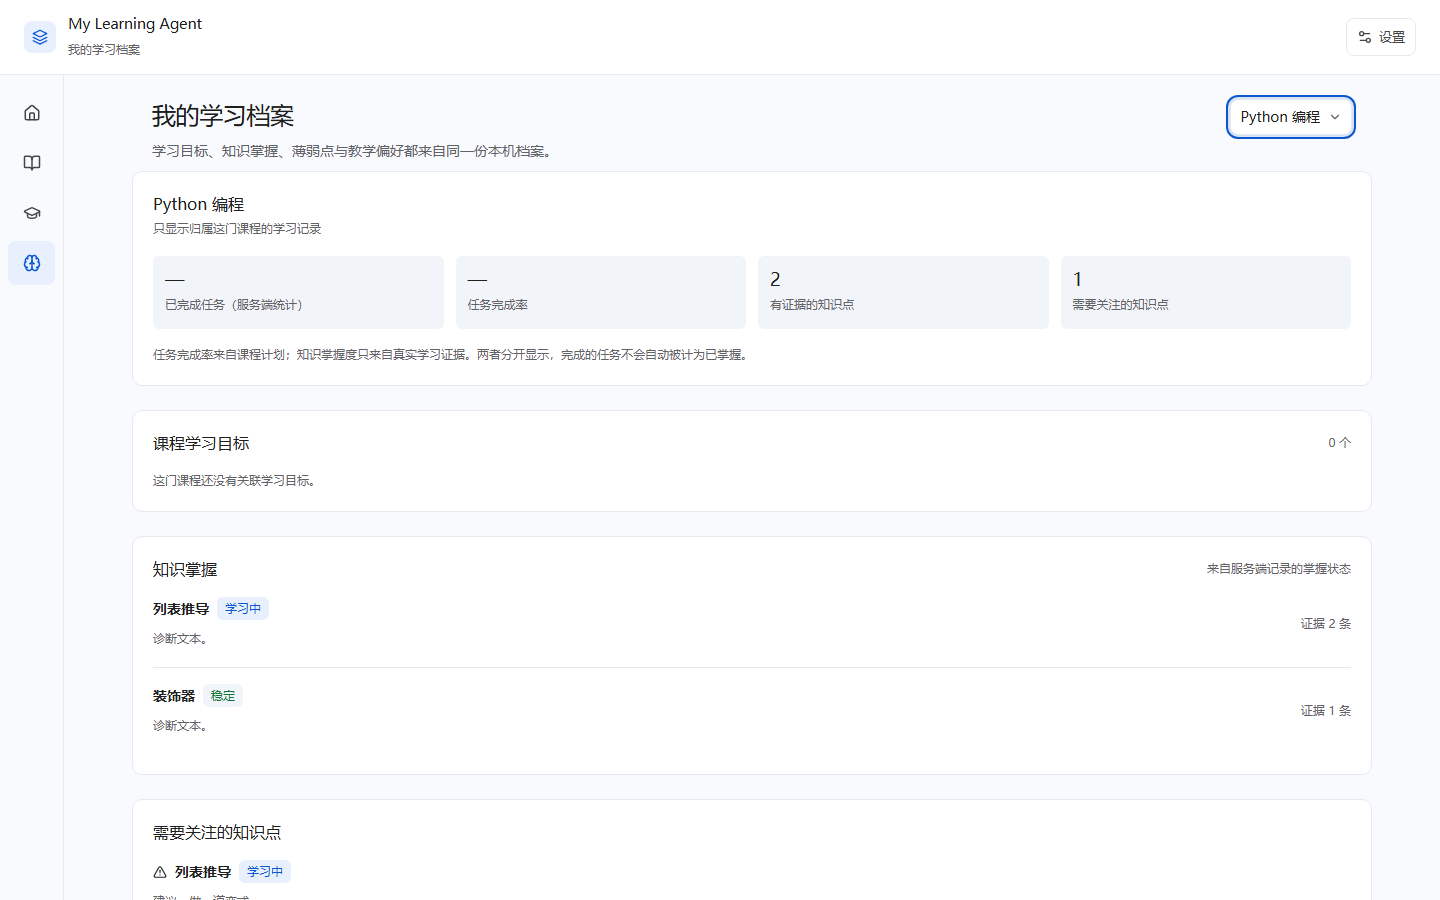 My Learning Agent
我的学习档案
设置
我的学习档案
Python 编程
学习目标、知识掌握、薄弱点与教学偏好都来自同一份本机档案。
Python 编程
只显示归属这门课程的学习记录
—
已完成任务（服务端统计）
—
任务完成率
2
有证据的知识点
1
需要关注的知识点
任务完成率来自课程计划；知识掌握度只来自真实学习证据。两者分开显示，完成的任务不会自动被计为已掌握。
课程学习目标
0 个
这门课程还没有关联学习目标。
知识掌握
来自服务端记录的掌握状态
列表推导 学习中
诊断文本。
证据 2 条
装饰器 稳定
诊断文本。
证据 1 条
需要关注的知识点
列表推导 学习中